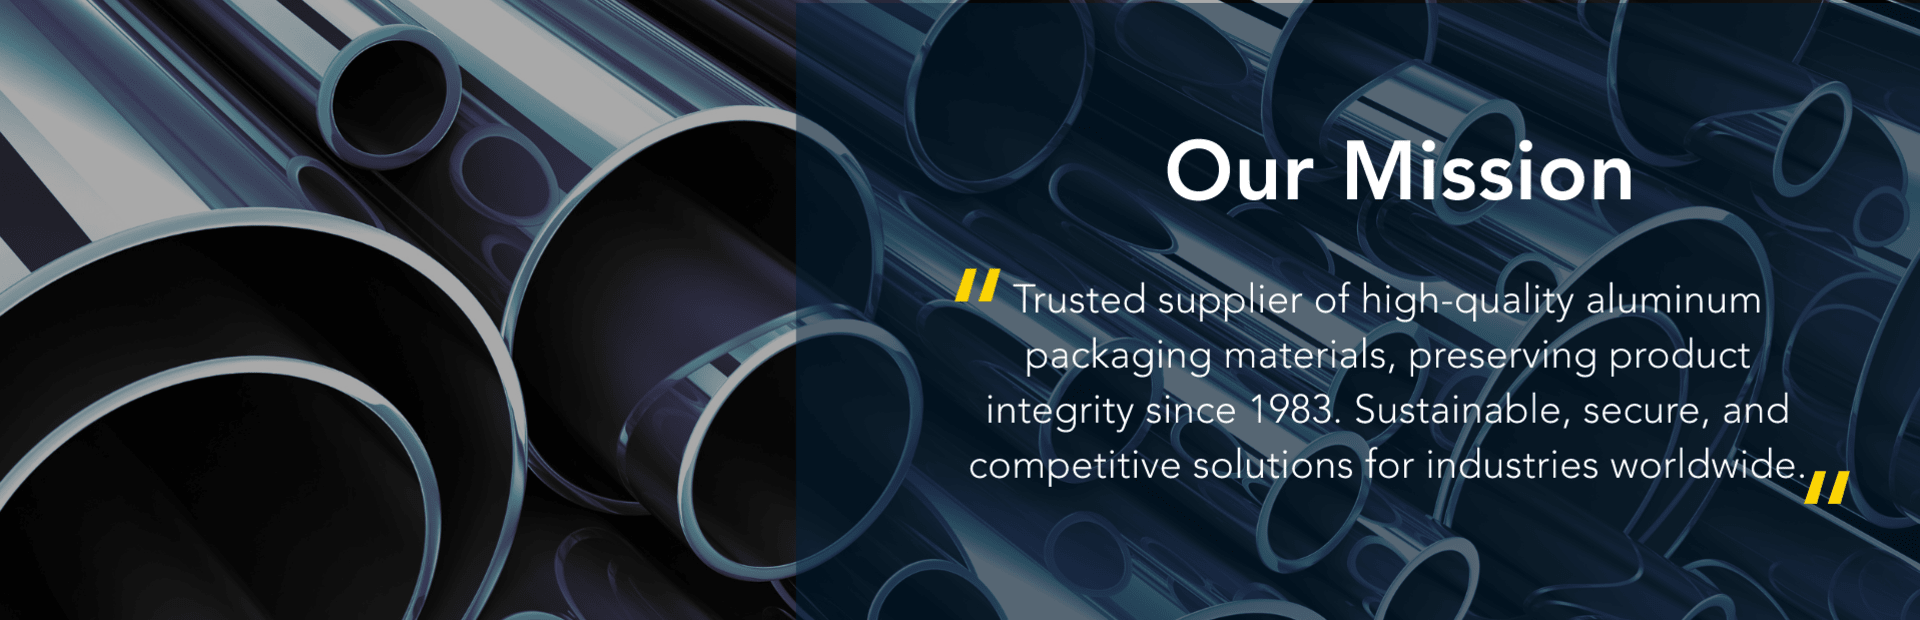 Our Mission
"Trusted supplier of high-quality aluminum
packaging materials, preserving product
integrity since 1983. Sustainable, secure, and
competitive solutions for industries worldwide."